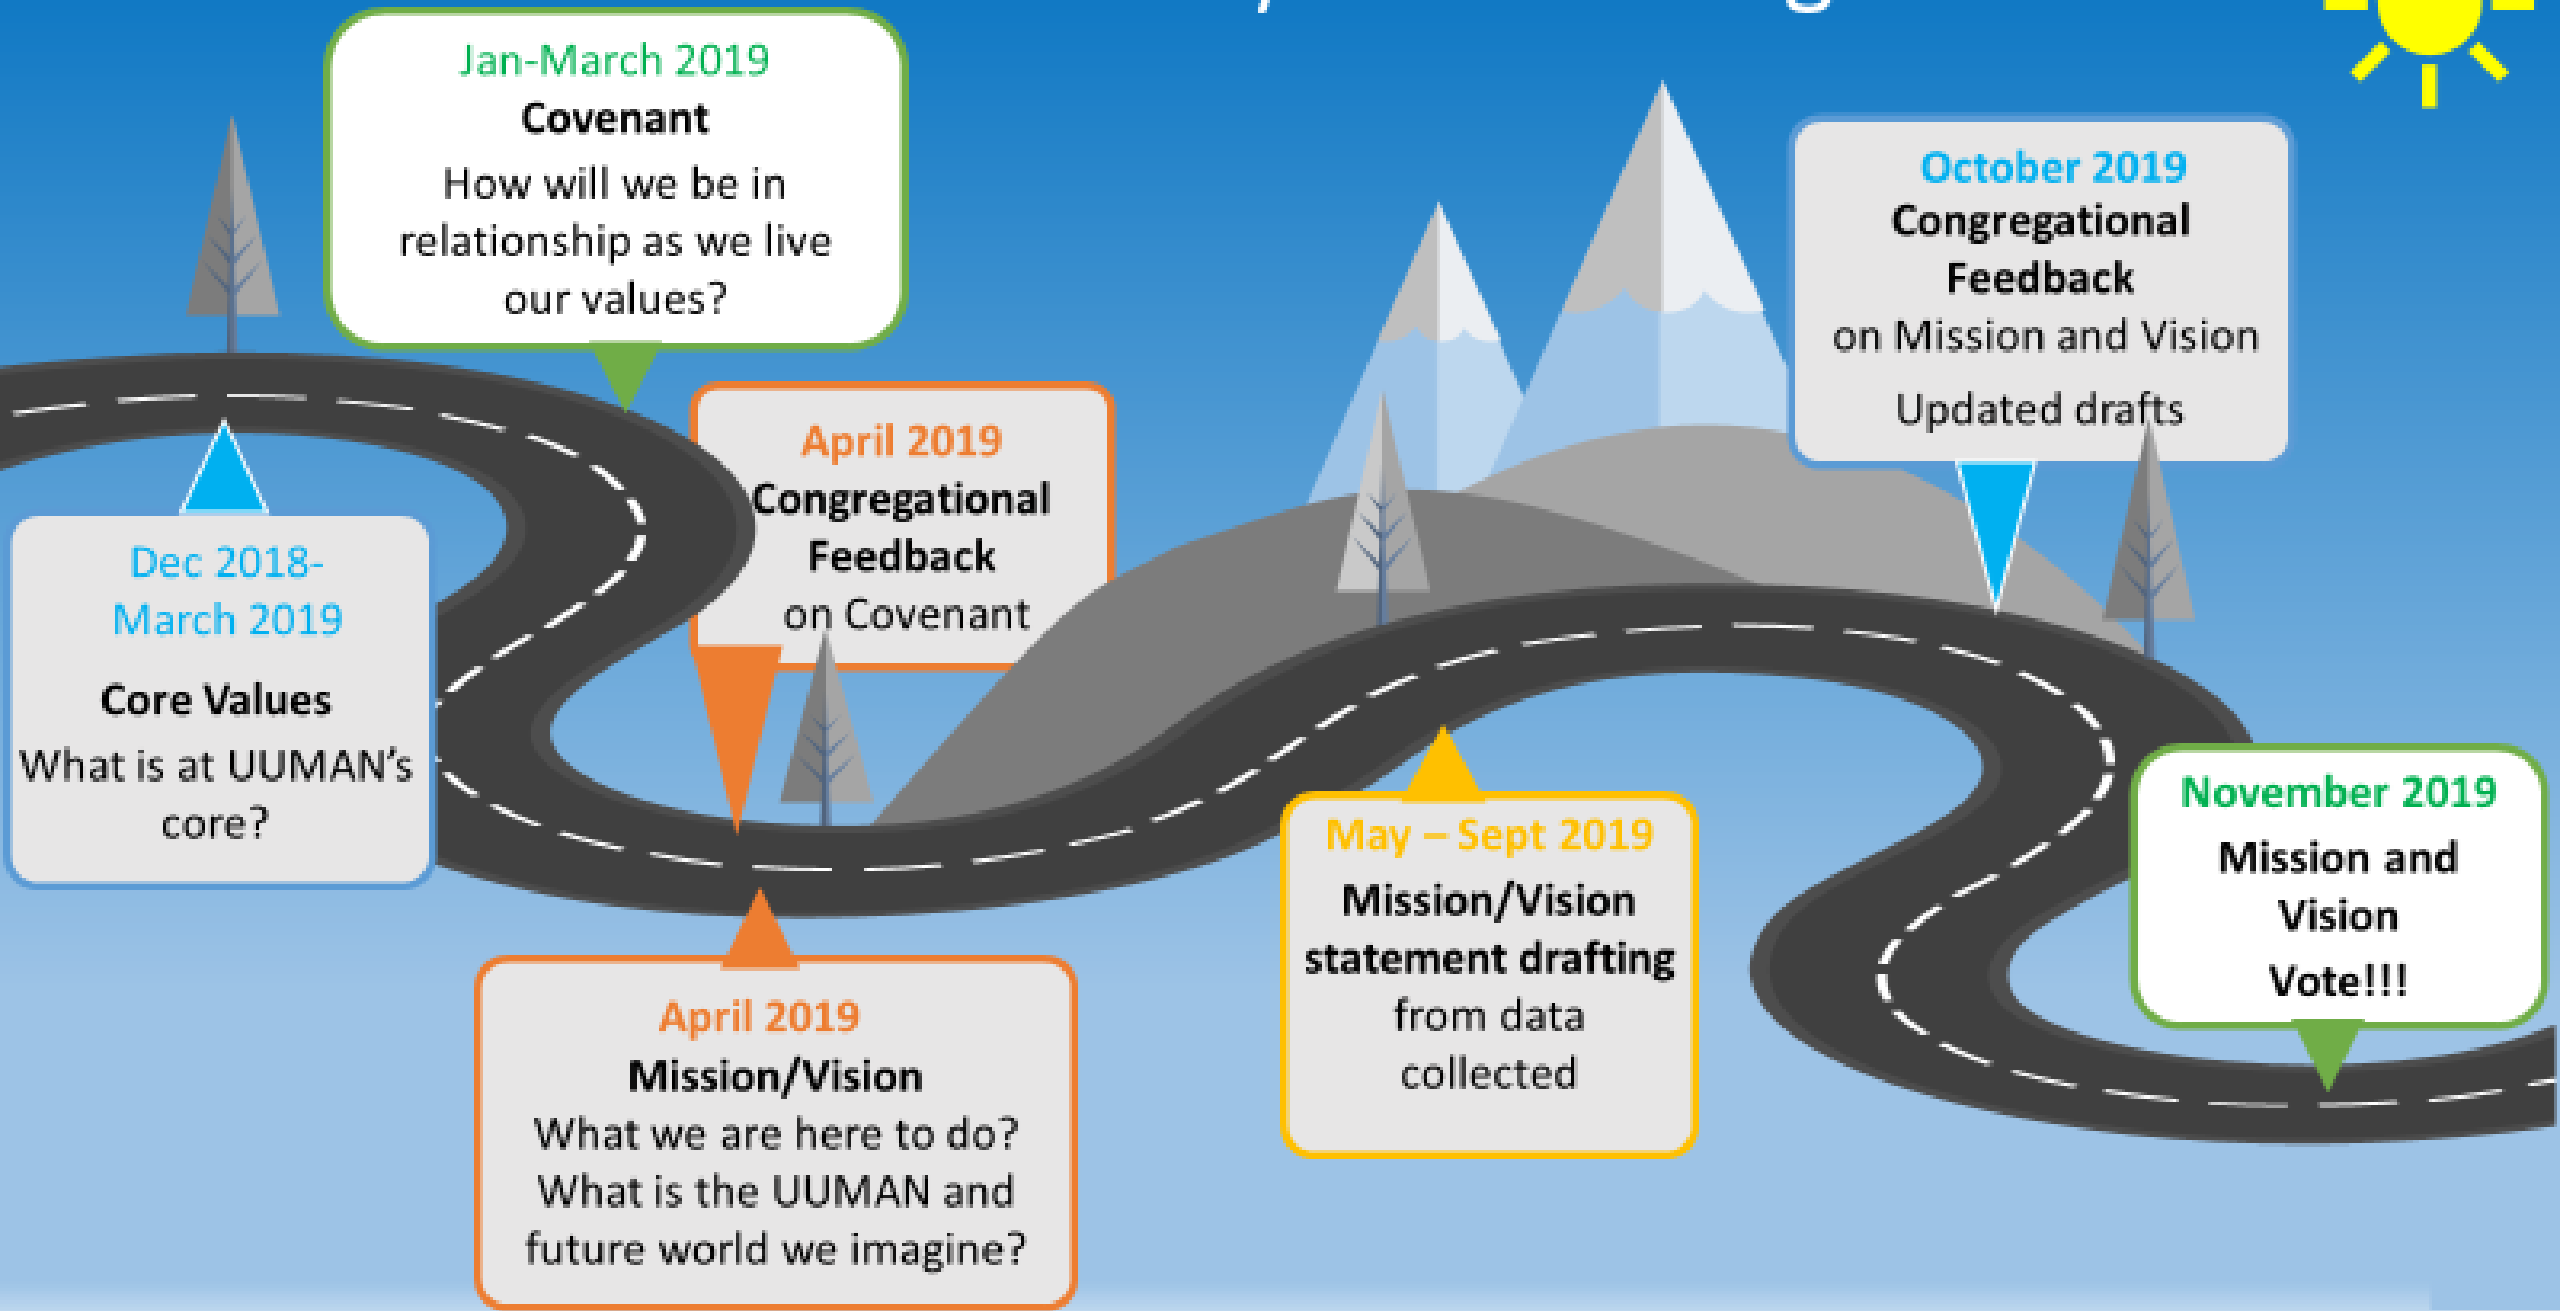 Jan-March 2019
Covenant
How will we be in
relationship as we live
our values?
Dec 2018-
March 2019
Core Values
What is at UUMAN’s
core?
April 2019
Congregational
Feedback
on Covenant
April 2019
Mission/Vision
What we are here to do?
What is the UUMAN and
future world we imagine?
May – Sept 2019
Mission/Vision
statement drafting
from data
collected
October 2019
Congregational
Feedback
on Mission and Vision
Updated drafts
November 2019
Mission and
Vision
Vote!!!